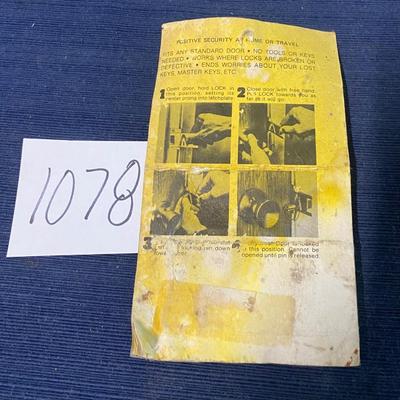 POSITIVE SECURITY AT HOME OR TRAVEL
FITS ANY STANDARD DOOR • NO TOOLS OR KEYS
NEEDED • WORKS WHERE LOCKS ARE BROKEN OR
DEFECTIVE • ENDS WORRIES ABOUT YOUR LOST
KEYS, MASTER KEYS, ETC
1 Open door, hold LOCK in
this position, setting its
center prong into latchplate
2 Close door with free hand.
Pull LOCK towards you as
far as it will go
3
down
door is locked
in this position. Cannot be
opened until pin is released.
1078